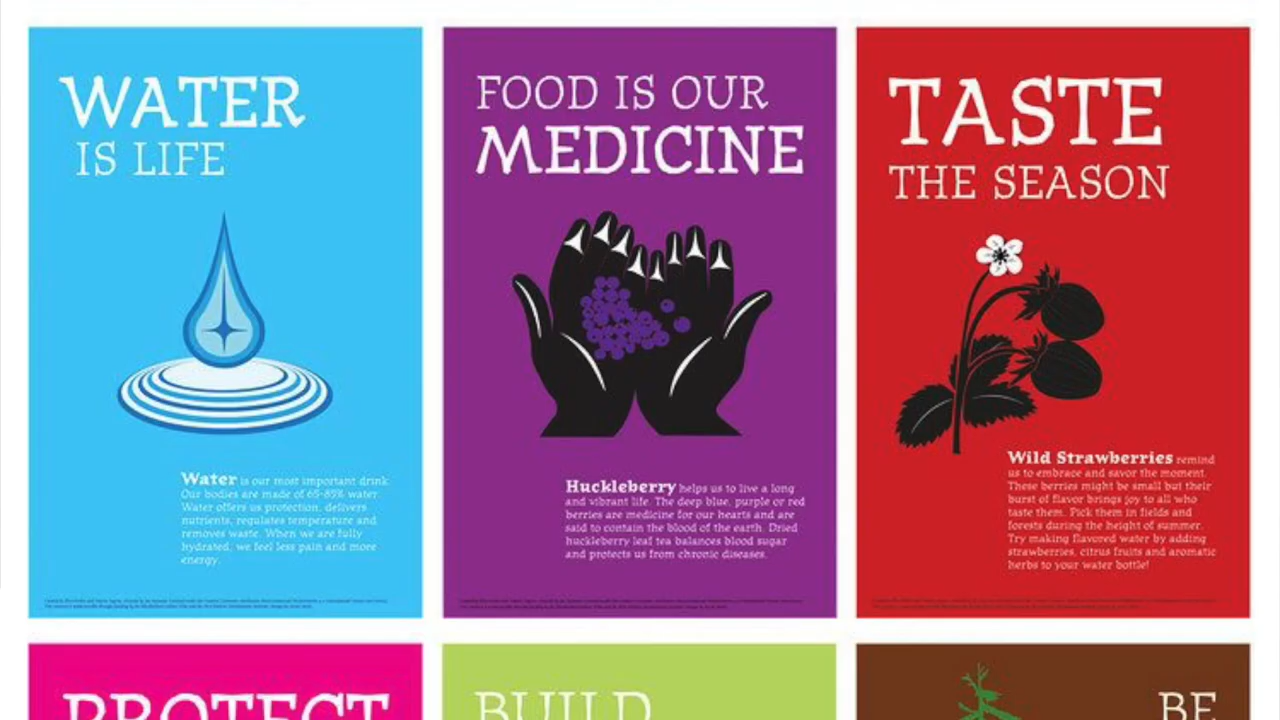 WATER
IS LIFE
Water is our most important drink.
Our bodies are made of 65-85% water.
Water offers us protection, delivers
nutrients, regulates temperature and
removes waste. When we are fully
hydrated, we feel less pain and more
energy.
FOOD IS OUR
MEDICINE
Huckleberry helps us to live a long
and vibrant life. The deep blue, purple or red
berries are medicine for our hearts and are
said to contain the blood of the earth. Dried
huckleberry leaf tea balances blood sugar
and protects us from chronic diseases.
TASTE
THE SEASON
Wild Strawberries remind
us to embrace and savor the moment.
These berries might be small but their
burst of flavor brings joy to all who
taste them. Pick them in fields and
forests during the height of summer.
Try making flavored water by adding
strawberries, citrus fruits and aromatic
herbs to your water bottle!
PROTECT
BUILD
BE